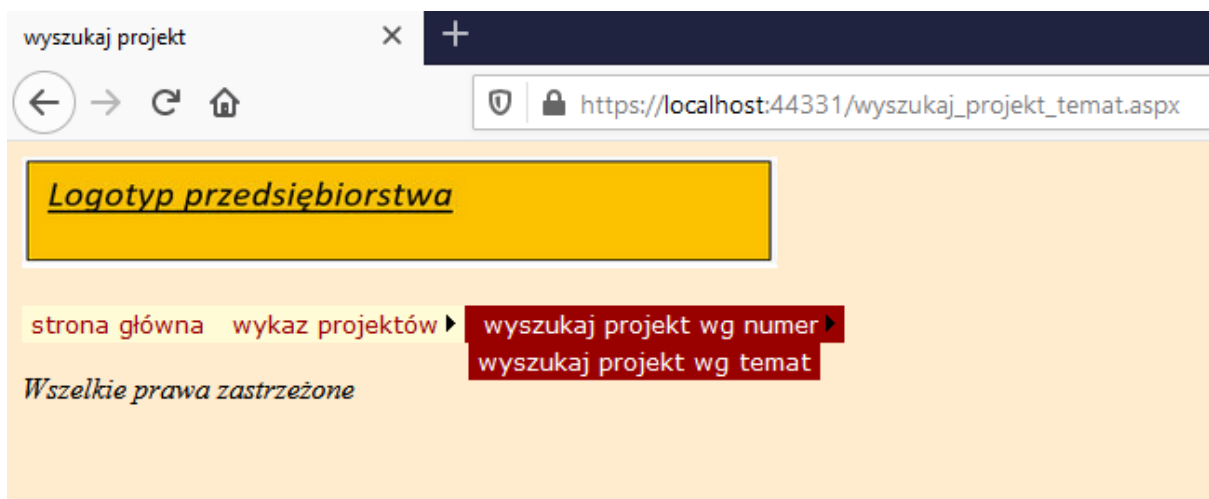 wyszukaj projekt
https://localhost:44331/wyszukaj_projekt_temat.aspx
Logotyp przedsiębiorstwa
strona główna wykaz projektów wyszukaj projekt wg numer
wyszukaj projekt wg temat
Wszelkie prawa zastrzeżone